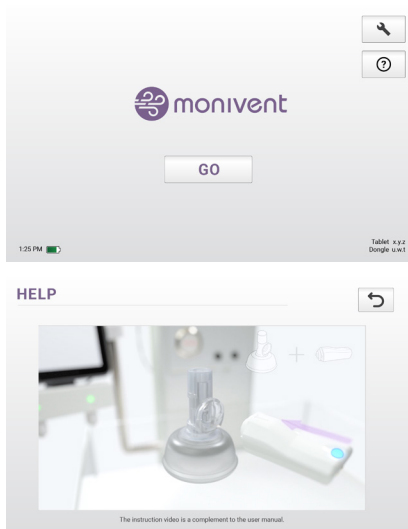 monivent
GO
1:25 PM
Tablet x.y.z
Dongle u.w.t
HELP
The instruction video is a complement to the user manual.